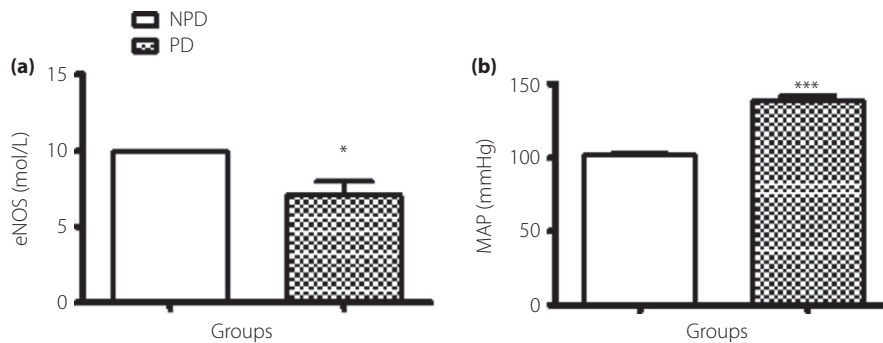 NPD
PD
(a)
15
10
5
0
eNOS (mol/L)
*
Groups
(b)
150
100
50
0
MAP (mmHg)
***
Groups